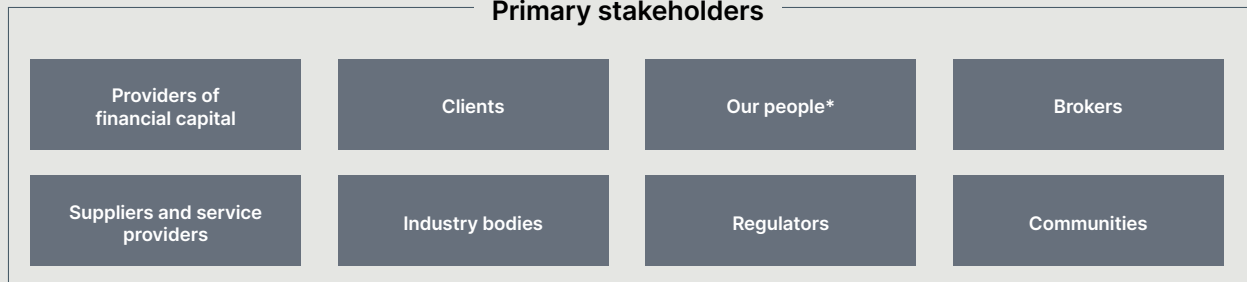 Primary stakeholders
Providers of
financial capital
Clients
Our people*
Brokers
Suppliers and service
providers
Industry bodies
Regulators
Communities